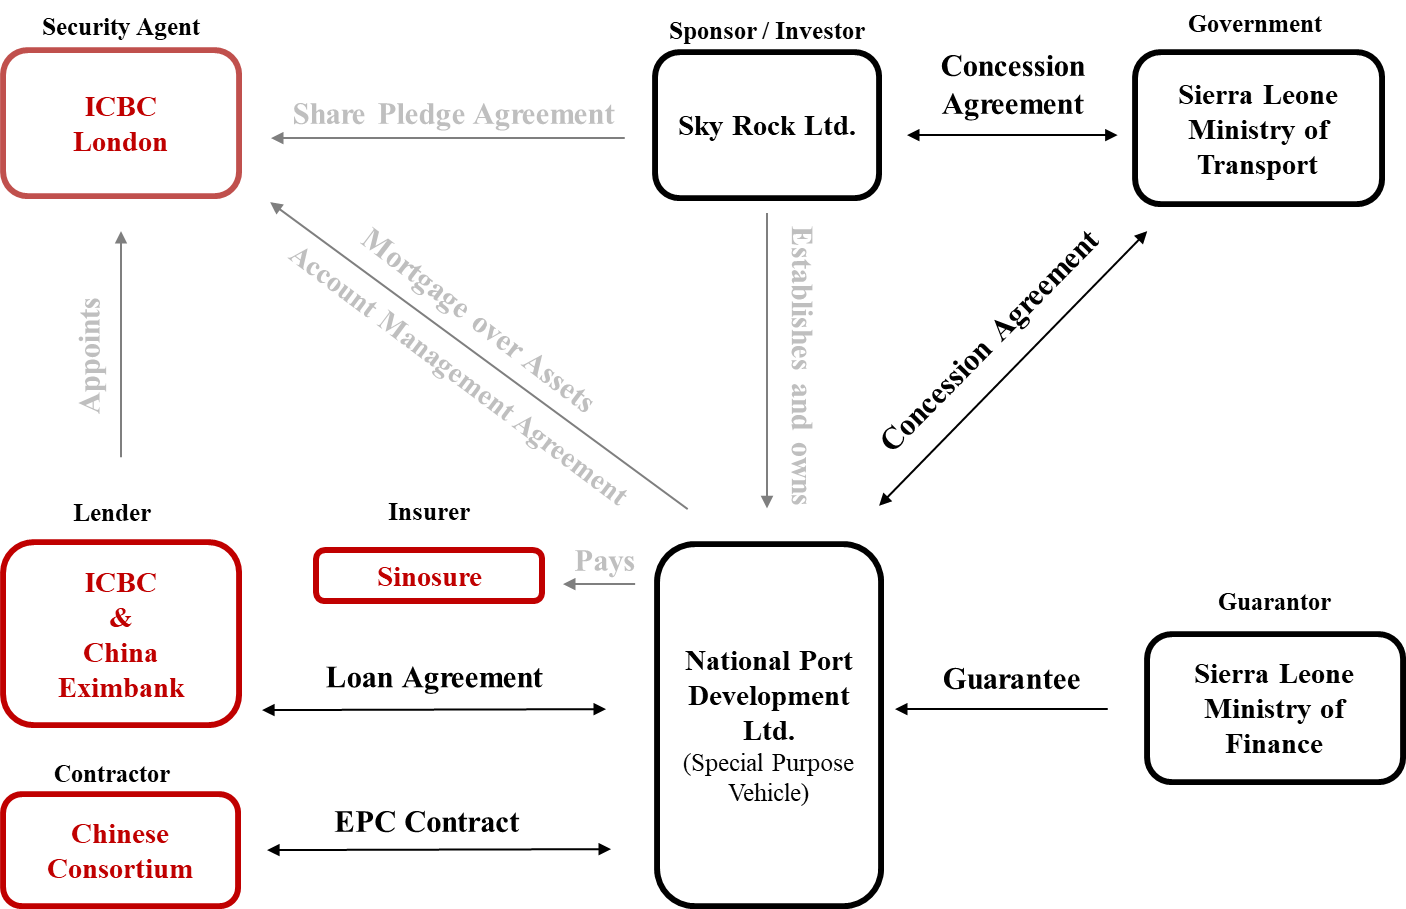 Security Agent
ICBC
London
Share Pledge Agreement
Sponsor / Investor
Sky Rock Ltd.
Concession
Agreement
Government
Sierra Leone
Ministry of
Transport
Appoints
Mortgage over Assets
Account Management Agreement
Establishes and owns
Concession Agreement
Lender
ICBC
&
China
Eximbank
Insurer
Sinosure
Pays
Loan Agreement
National Port
Development
Ltd.
(Special Purpose
Vehicle)
Guarantee
Guarantor
Sierra Leone
Ministry of
Finance
Contractor
Chinese
Consortium
EPC Contract